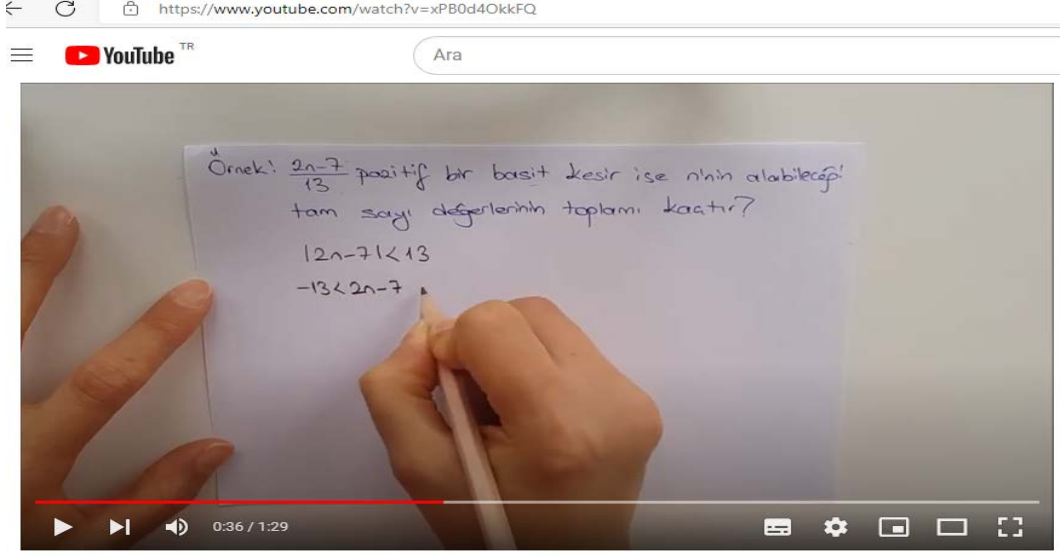 https://www.youtube.com/watch?v=xPB0d4OkkFQ
YouTube TR
Ara
Örnek: 2n-7/13 pozitif bir basit kesir ise n'nin alabileceği
tam sayı değerlerinin toplamı kaçtır?
|2n-7|<13
-13<2n-7
0:36 / 1:29